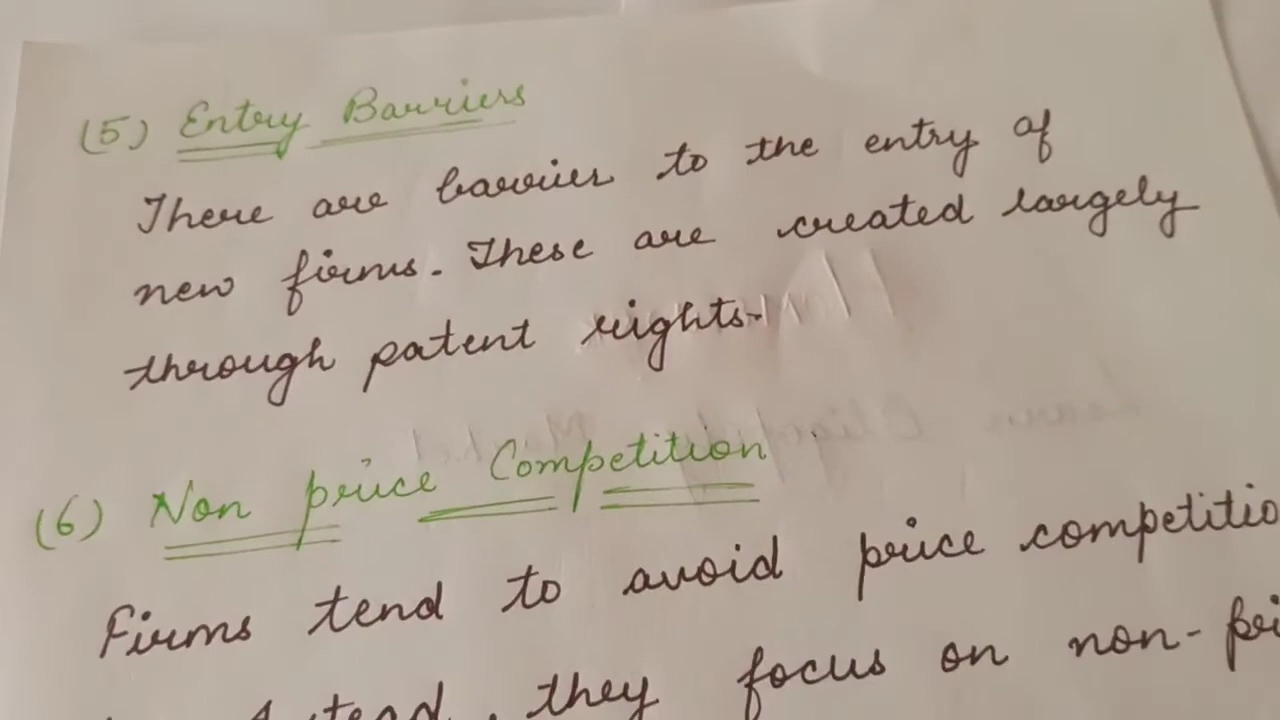 (5) Entry Barriers
There are barrier to the entry of
new firms. These are created largely
through patent rights.
(6) Non price Competition
Firms tend to avoid price competitio
they focus on non-pri